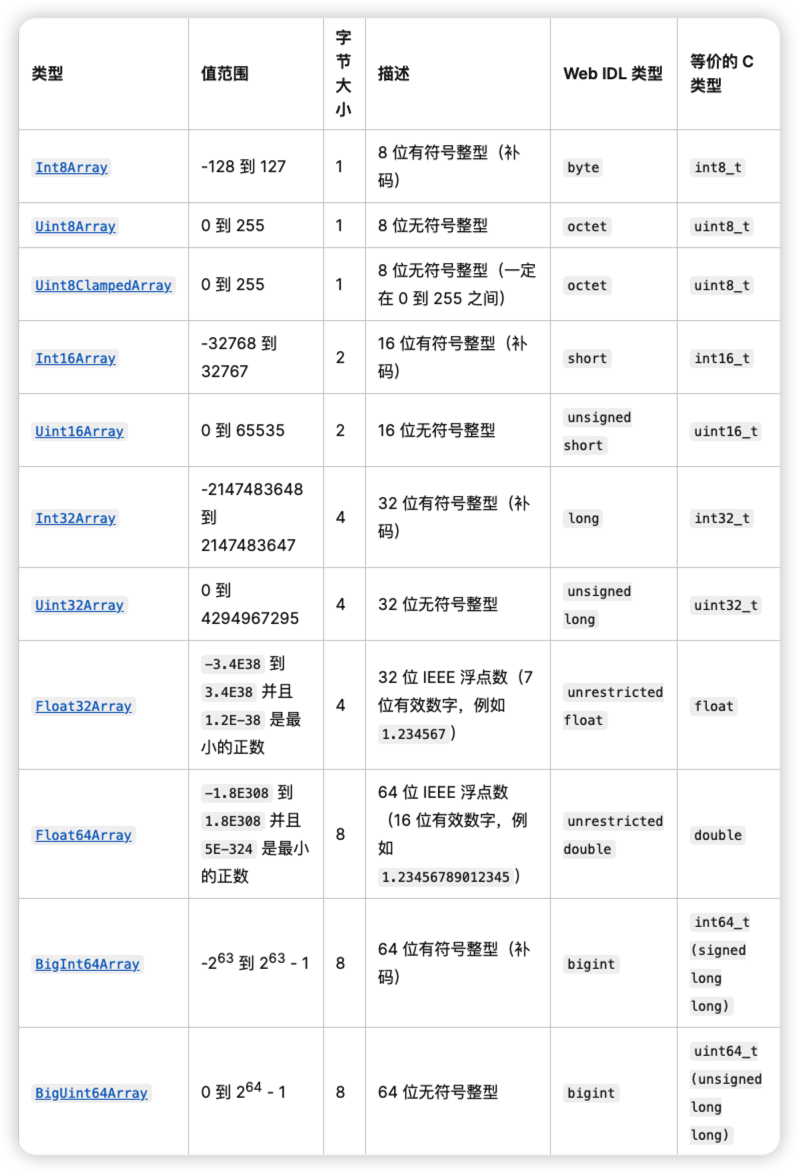 类型 值范围 字节大小 描述 Web IDL 类型 等价的 C 类型
Int8Array -128 到 127 1 8 位有符号整型（补码） byte int8_t
Uint8Array 0 到 255 1 8 位无符号整型 octet uint8_t
Uint8ClampedArray 0 到 255 1 8 位无符号整型（一定在 0 到 255 之间） octet uint8_t
Int16Array -32768 到 32767 2 16 位有符号整型（补码） short int16_t
Uint16Array 0 到 65535 2 16 位无符号整型 unsigned short uint16_t
Int32Array -2147483648 到 2147483647 4 32 位有符号整型（补码） long int32_t
Uint32Array 0 到 4294967295 4 32 位无符号整型 unsigned long uint32_t
Float32Array -3.4E38 到 3.4E38 并且 1.2E-38 是最小的正数 4 32 位 IEEE 浮点数（7 位有效数字，例如 1.234567） unrestricted float float
Float64Array -1.8E308 到 1.8E308 并且 5E-324 是最小的正数 8 64 位 IEEE 浮点数（16 位有效数字，例如 1.23456789012345） unrestricted double double
BigInt64Array -2⁶³ 到 2⁶³ - 1 8 64 位有符号整型（补码） bigint int64_t (signed long long)
BigUint64Array 0 到 2⁶⁴ - 1 8 64 位无符号整型 bigint uint64_t (unsigned long long)